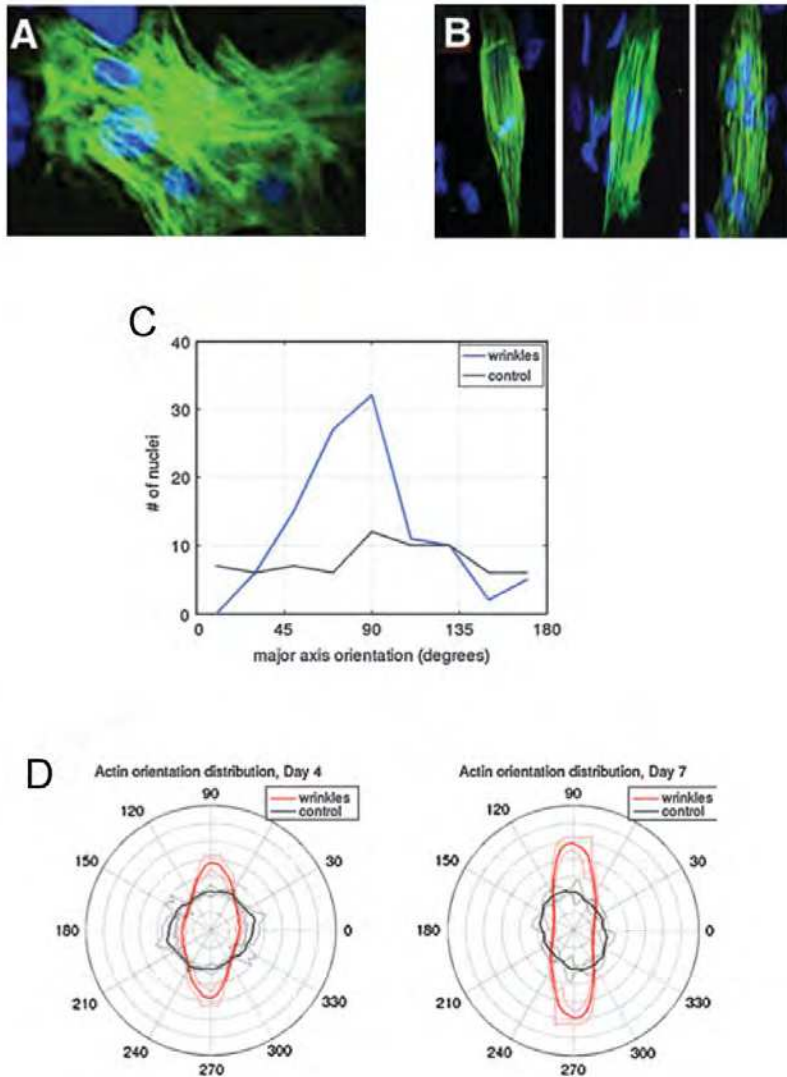 A
B
C
40
30
20
10
0
# of nuclei
wrinkles
control
0 45 90 135 180
major axis orientation (degrees)
D
Actin orientation distribution, Day 4
wrinkles
control
90
120
150
30
180
0
210
330
240
300
270
Actin orientation distribution, Day 7
wrinkles
control
90
120
150
30
180
0
210
330
240
300
270